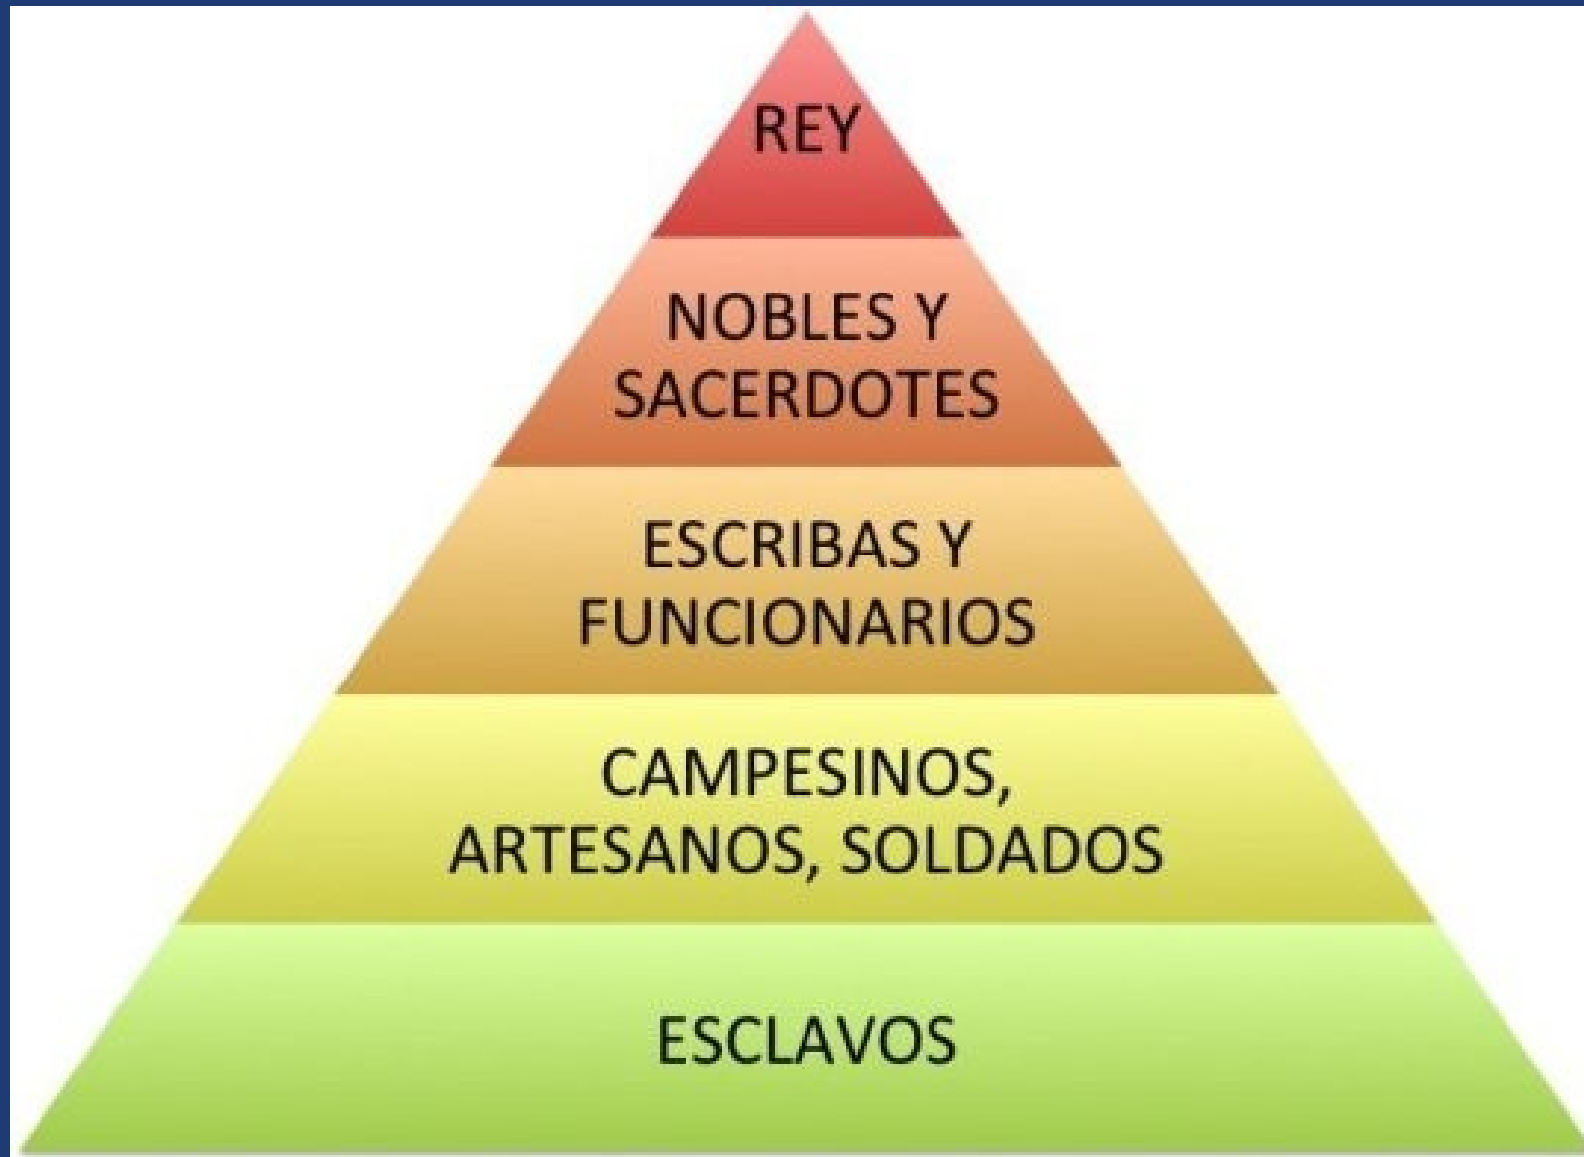 REY
NOBLES Y
SACERDOTES
ESCRIBAS Y
FUNCIONARIOS
CAMPESINOS,
ARTESANOS, SOLDADOS
ESCLAVOS